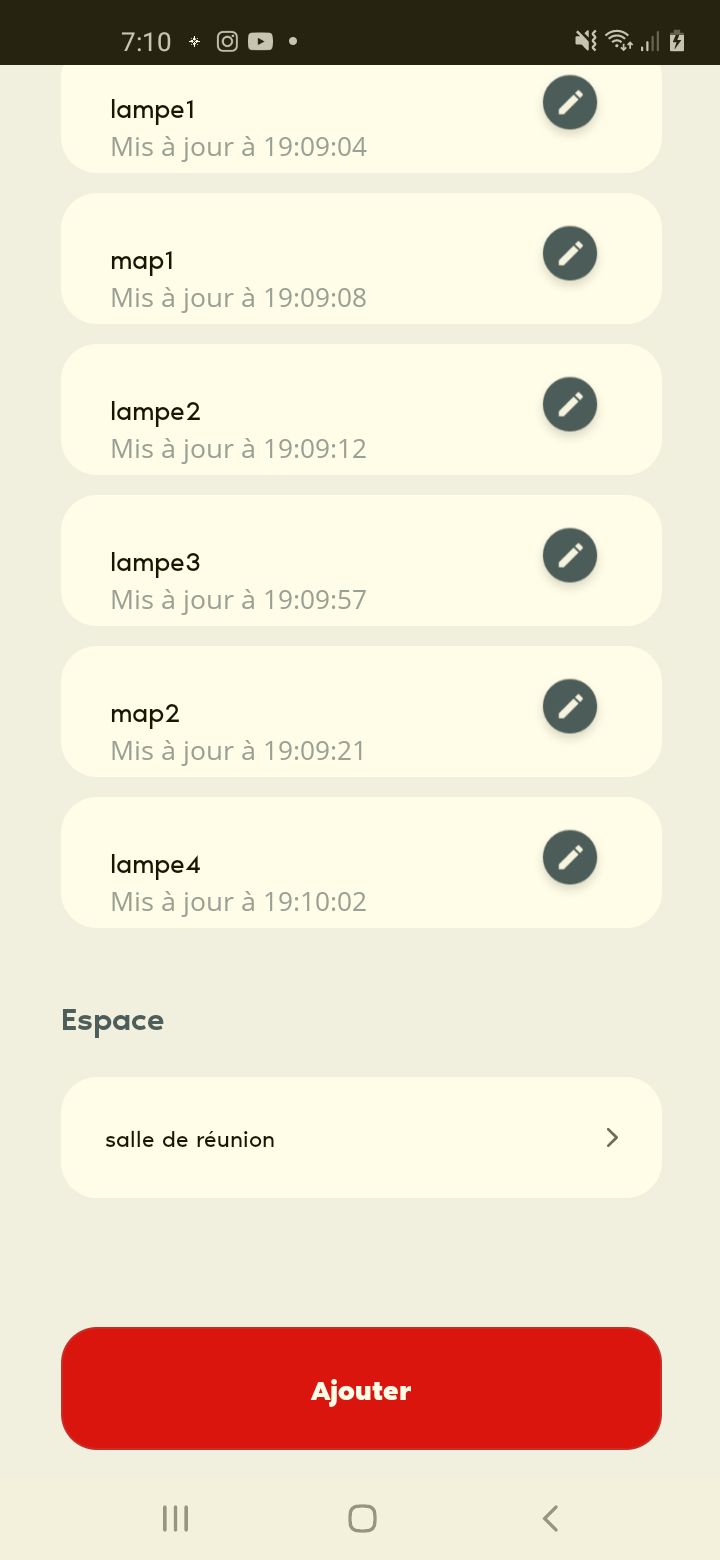 7:10
lampe1
Mis à jour à 19:09:04
map1
Mis à jour à 19:09:08
lampe2
Mis à jour à 19:09:12
lampe3
Mis à jour à 19:09:57
map2
Mis à jour à 19:09:21
lampe4
Mis à jour à 19:10:02
Espace
salle de réunion
Ajouter